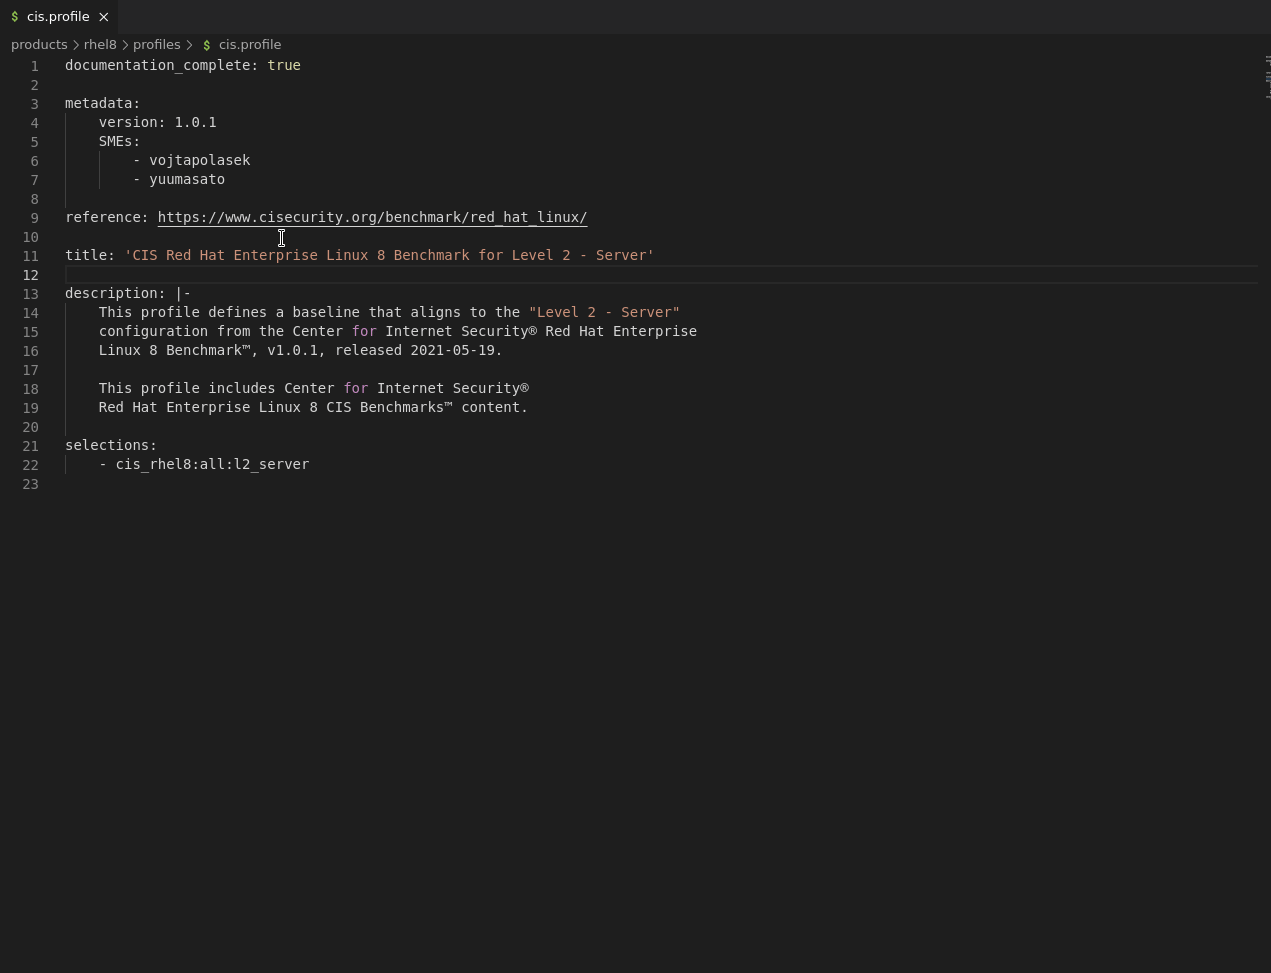 $ cis.profile ×
products > rhel8 > profiles > $ cis.profile
1 documentation_complete: true
2
3 metadata:
4     version: 1.0.1
5     SMEs:
6         - vojtapolasek
7         - yuumasato
8
9 reference: https://www.cisecurity.org/benchmark/red_hat_linux/
10
11 title: 'CIS Red Hat Enterprise Linux 8 Benchmark for Level 2 - Server'
12
13 description: |-
14     This profile defines a baseline that aligns to the "Level 2 - Server"
15     configuration from the Center for Internet Security® Red Hat Enterprise
16     Linux 8 Benchmark™, v1.0.1, released 2021-05-19.
17
18     This profile includes Center for Internet Security®
19     Red Hat Enterprise Linux 8 CIS Benchmarks™ content.
20
21 selections:
22     - cis_rhel8:all:l2_server
23